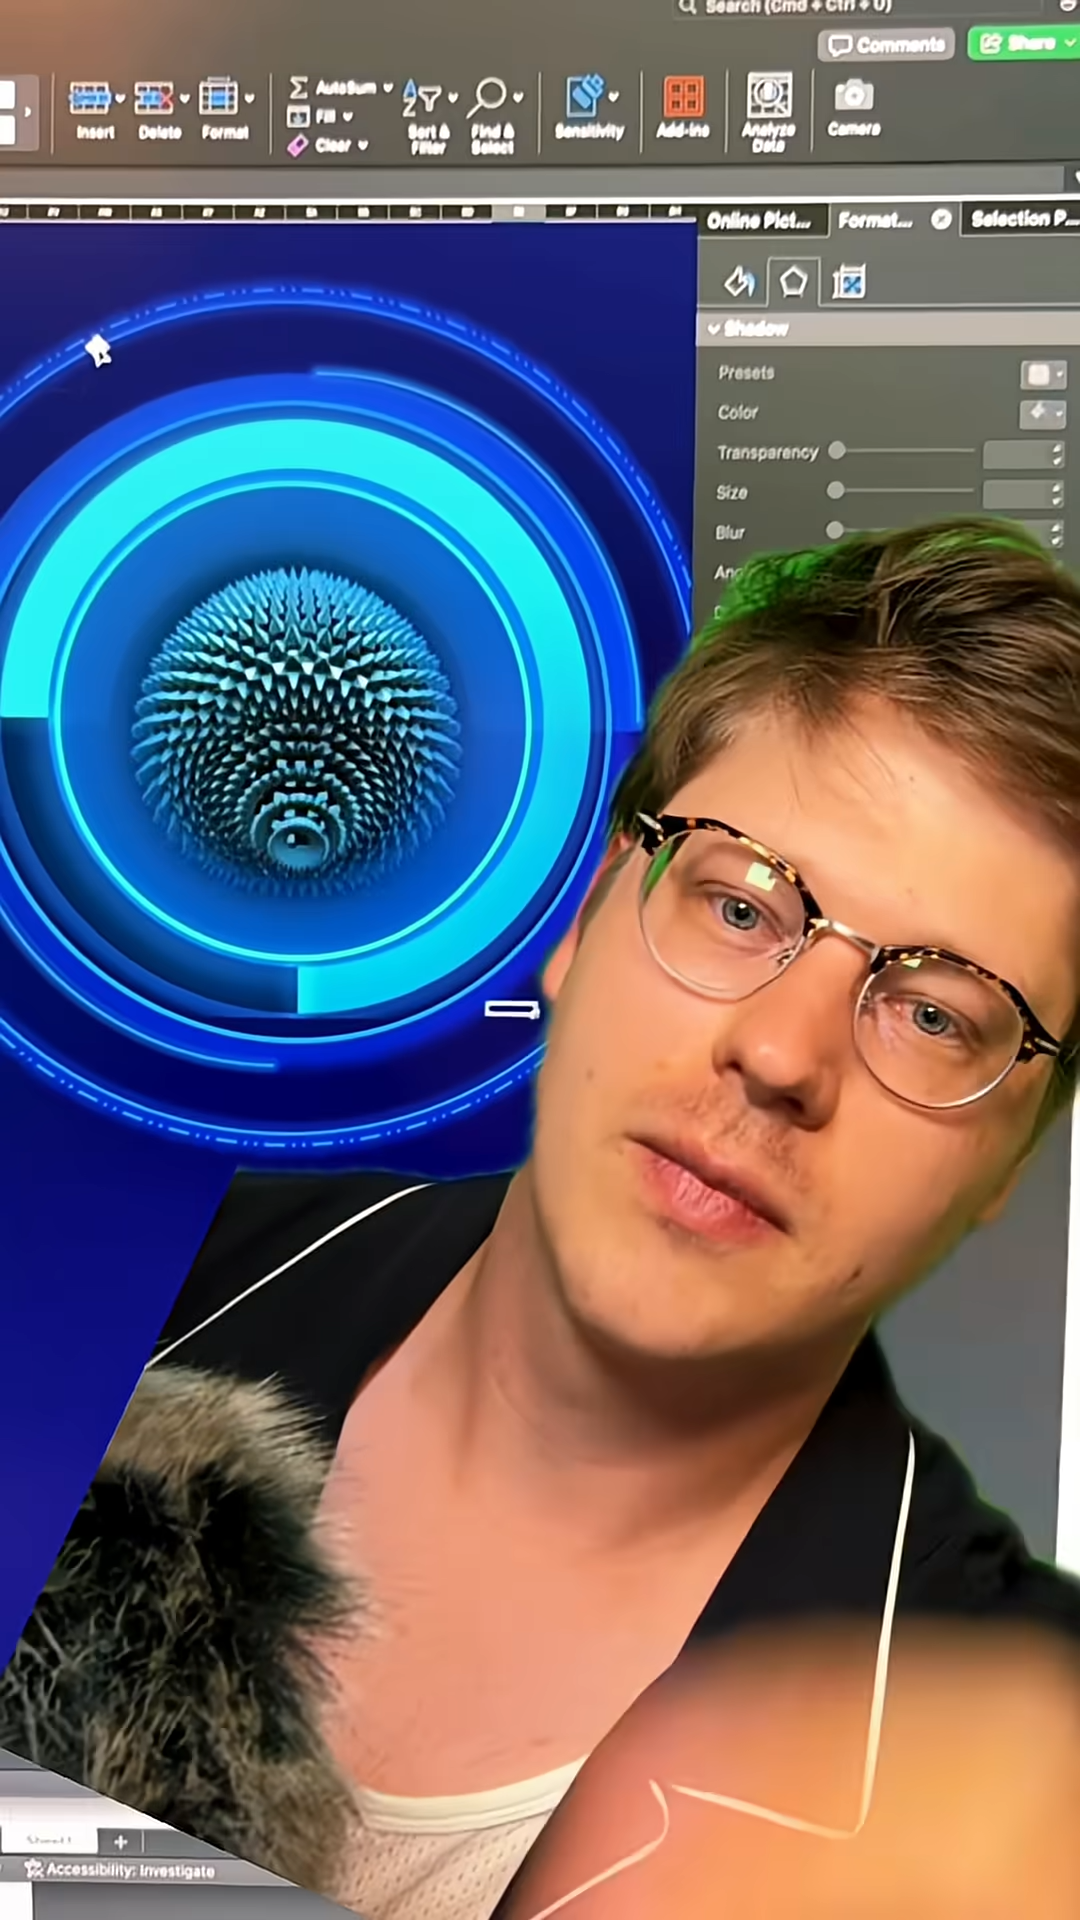 Search (Cmd + Ctrl + U)
Comments
Share
Insert
Delete
Format
AutoSum
Fill
Clear
Sort &
Filter
Find &
Select
Sensitivity
Add-ins
Analyze
Data
Camera
Online Pict...
Format...
Selection P...
Shadow
Presets
Color
Transparency
Size
Blur
Sheet1
Accessibility: Investigate